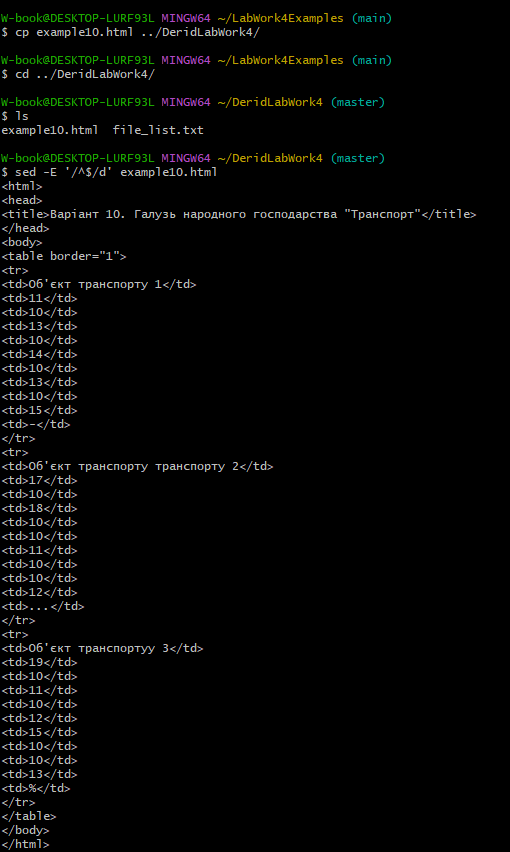 W-book@DESKTOP-LURF93L MINGW64 ~/LabWork4Examples (main)
$ cp example10.html ../DeridLabWork4/
W-book@DESKTOP-LURF93L MINGW64 ~/LabWork4Examples (main)
$ cd ../DeridLabWork4/
W-book@DESKTOP-LURF93L MINGW64 ~/DeridLabWork4 (master)
$ ls
example10.html  file_list.txt
W-book@DESKTOP-LURF93L MINGW64 ~/DeridLabWork4 (master)
$ sed -E '/^$/d' example10.html
<html>
<head>
<title>Варіант 10. Галузь народного господарства "Транспорт"</title>
</head>
<body>
<table border="1">
<tr>
<td>Об'єкт транспорту 1</td>
<td>11</td>
<td>10</td>
<td>13</td>
<td>10</td>
<td>14</td>
<td>10</td>
<td>13</td>
<td>10</td>
<td>15</td>
<td>-</td>
</tr>
<tr>
<td>Об'єкт транспорту транспорту 2</td>
<td>17</td>
<td>10</td>
<td>18</td>
<td>10</td>
<td>10</td>
<td>11</td>
<td>10</td>
<td>10</td>
<td>12</td>
<td>...</td>
</tr>
<tr>
<td>Об'єкт транспортуу 3</td>
<td>19</td>
<td>10</td>
<td>11</td>
<td>10</td>
<td>12</td>
<td>15</td>
<td>10</td>
<td>10</td>
<td>13</td>
<td>%</td>
</tr>
</table>
</body>
</html>